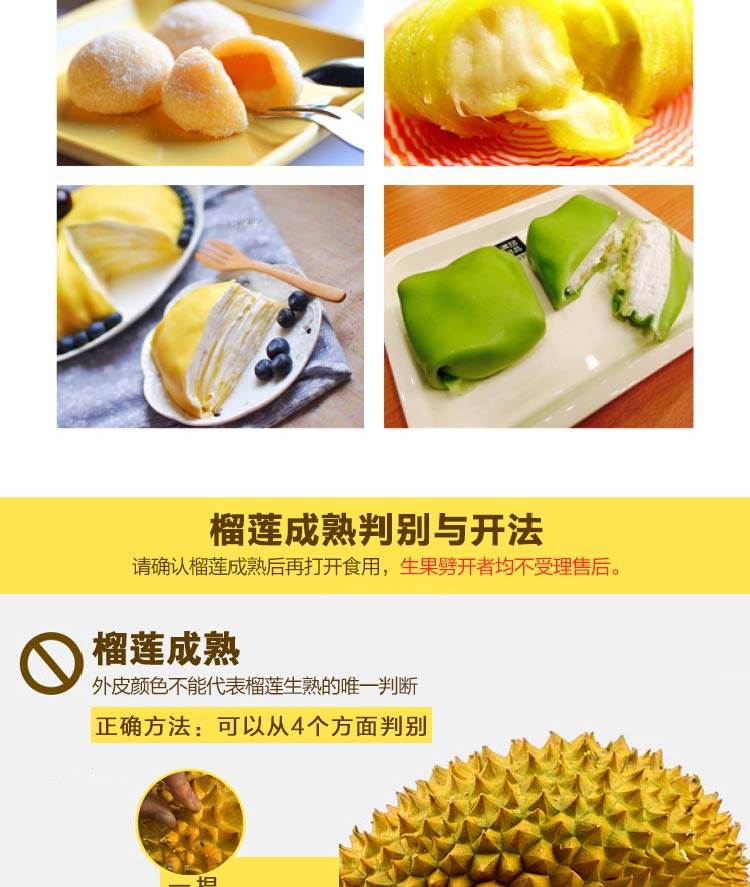 榴莲成熟判别与开法
请确认榴莲成熟后再打开食用，生果劈开者均不受理售后。
榴莲成熟
外皮颜色不能代表榴莲生熟的唯一判断
正确方法：可以从4个方面判别